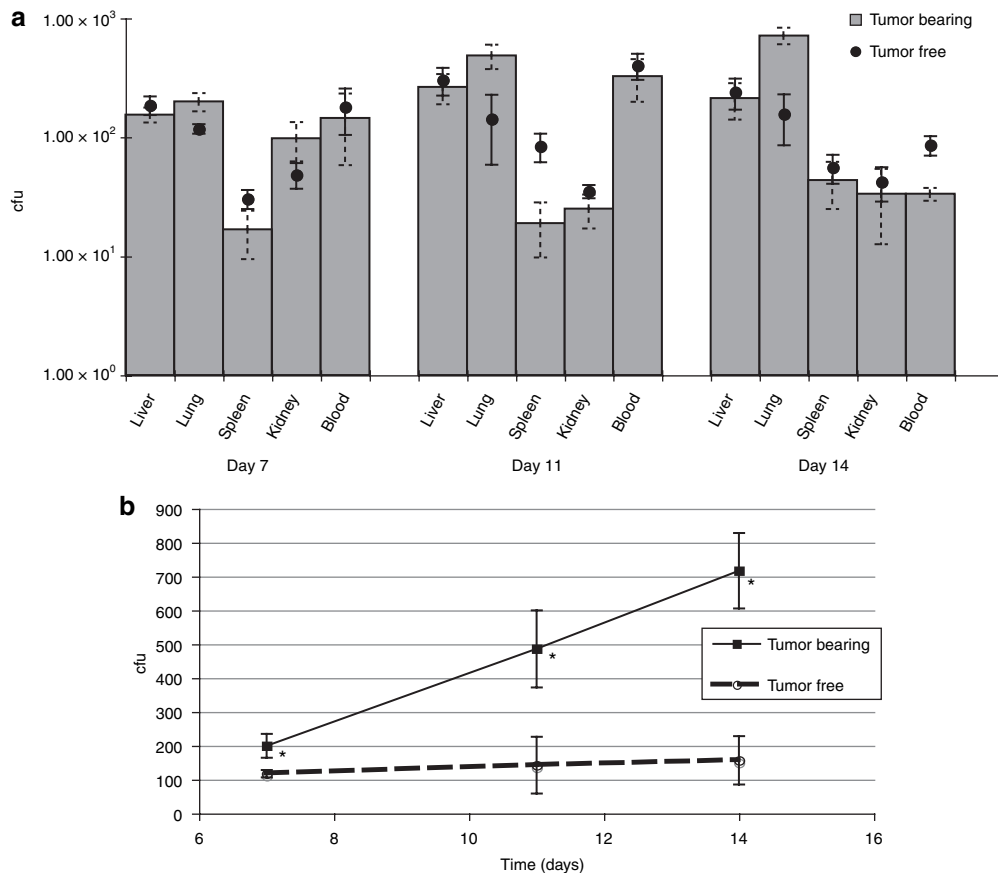 a
Tumor bearing
Tumor free
1.00 × 10³
1.00 × 10²
1.00 × 10¹
1.00 × 10⁰
cfu
Liver Lung Spleen Kidney Blood Liver Lung Spleen Kidney Blood Liver Lung Spleen Kidney Blood
Day 7 Day 11 Day 14
b
900
800
700
600
500
400
300
200
100
0
cfu
*
*
*
Tumor bearing
Tumor free
6 8 10 12 14 16
Time (days)